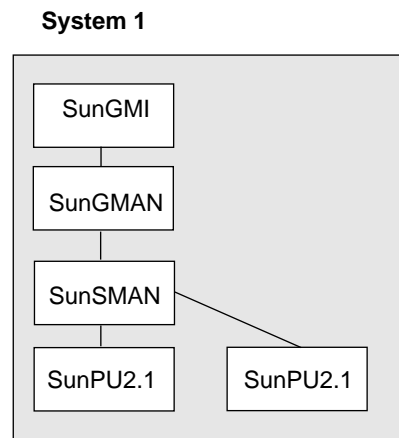 System 1
SunGMI
SunGMAN
SunSMAN
SunPU2.1 SunPU2.1